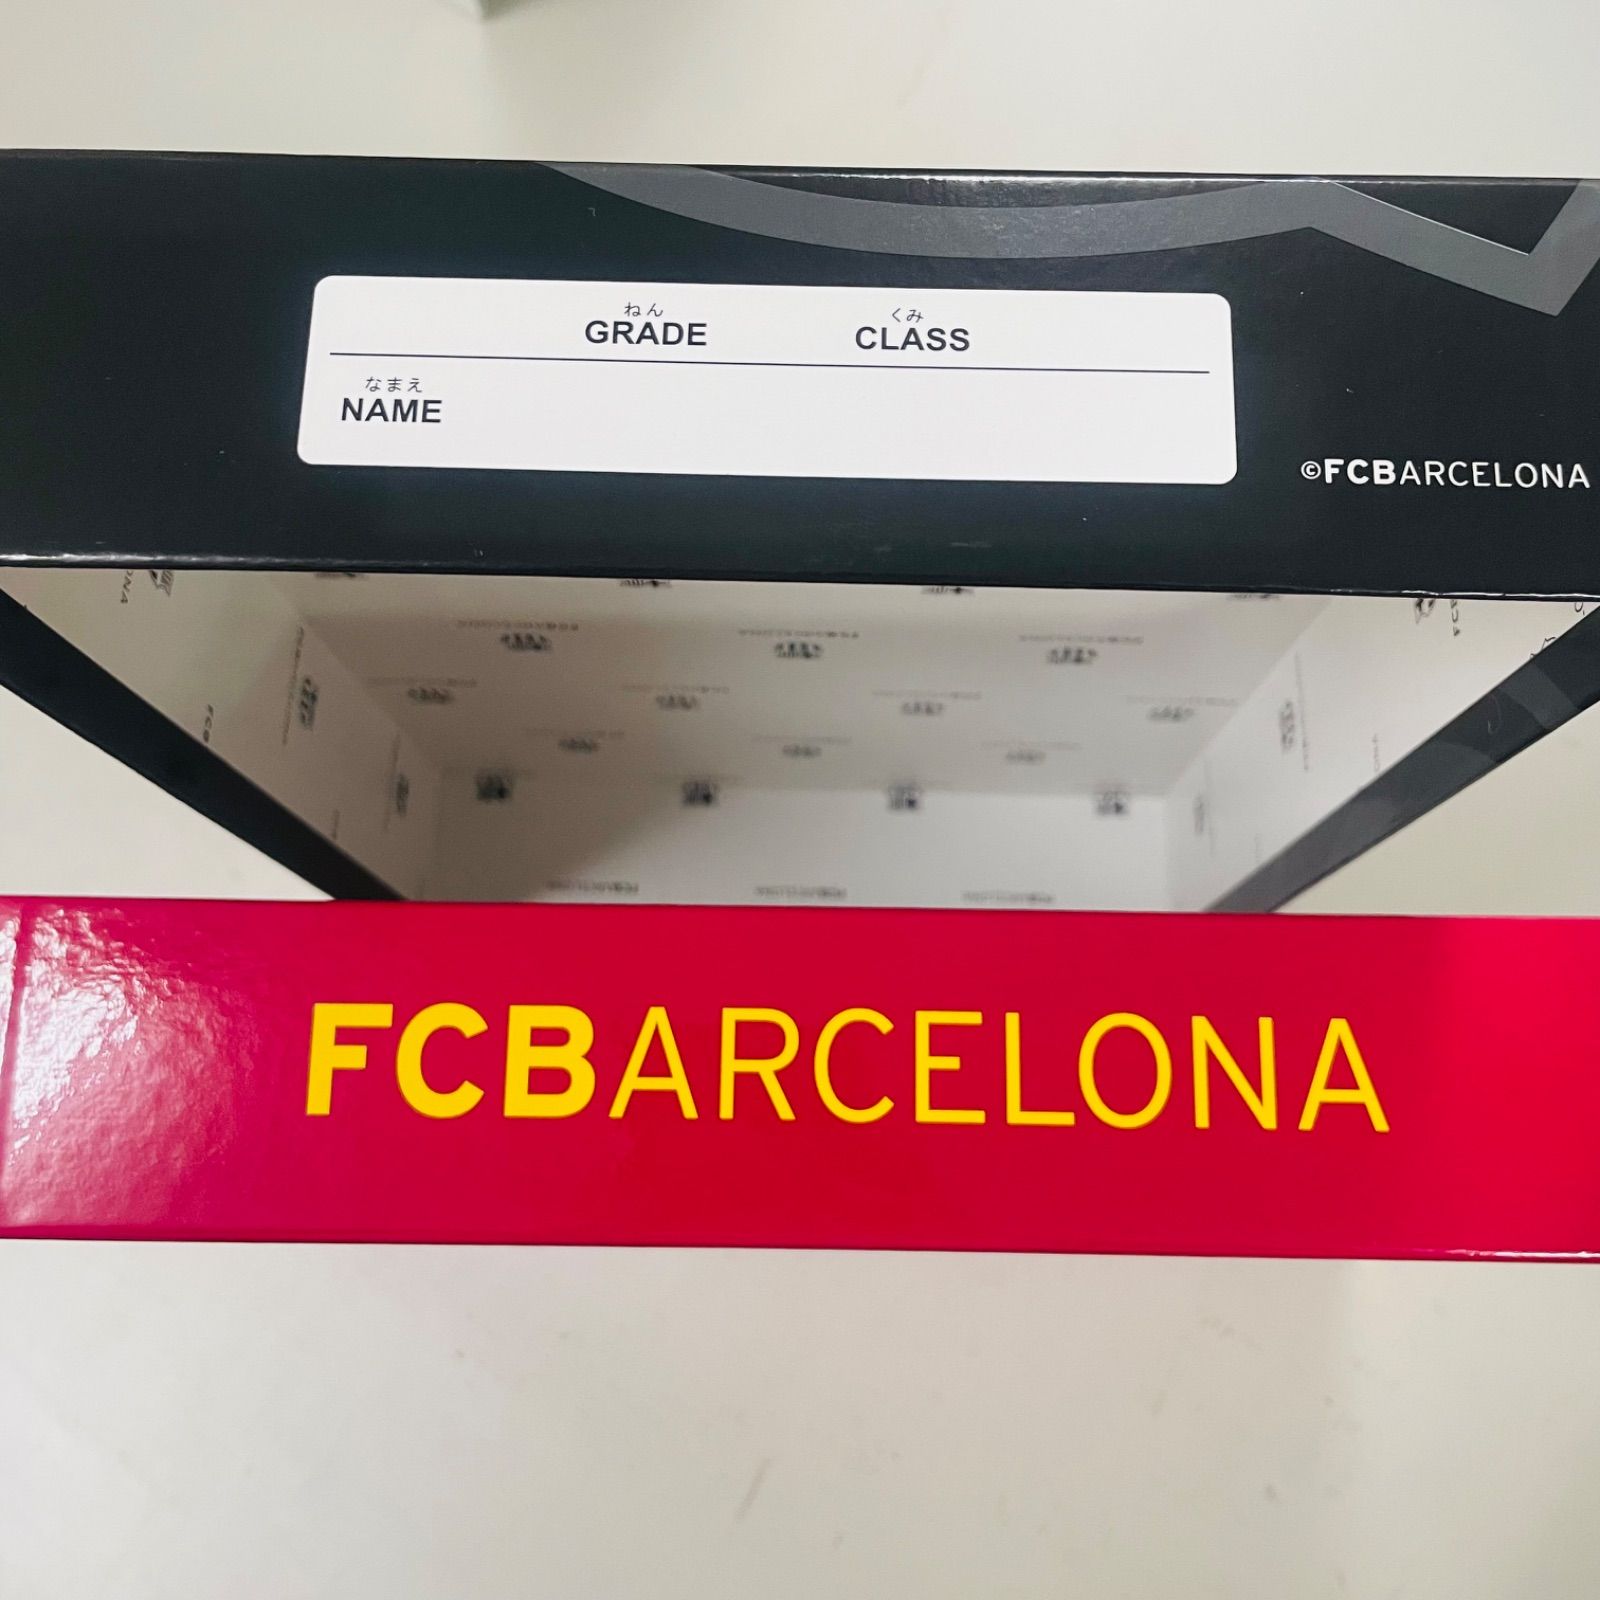 ねん くみ
GRADE CLASS
なまえ
NAME
©FCBARCELONA
FCBARCELONA